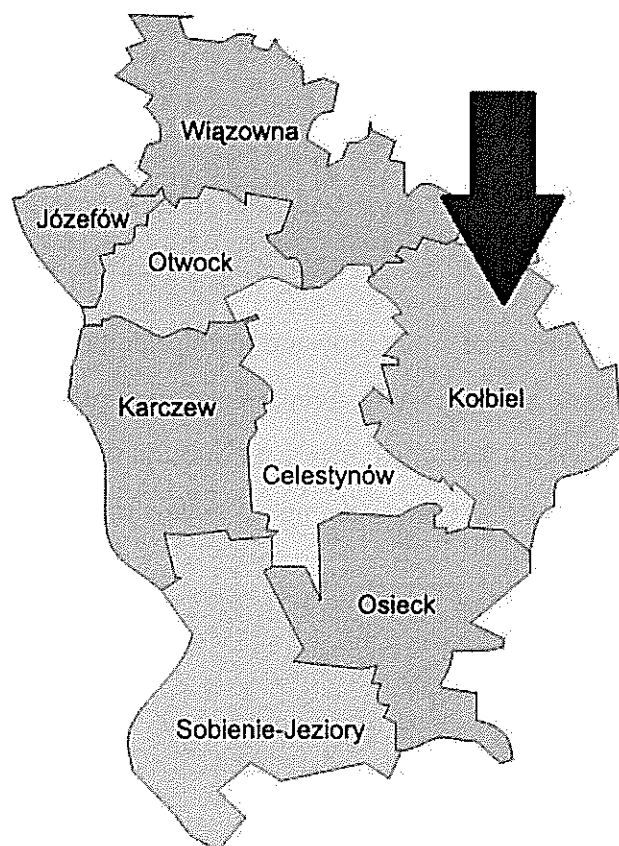 Wiązowna
Józefów
Otwock
Karczew
Kołbiel
Celestynów
Osieck
Sobienie-Jeziory